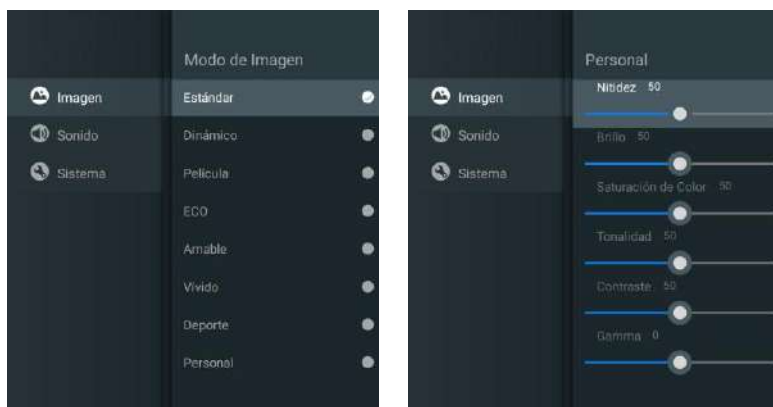 Modo de Imagen
Imagen
Estándar
Sonido
Dinámico
Sistema
Película
ECO
Amable
Vívido
Deporte
Personal
Personal
Nitidez 50
Imagen
Sonido
Brillo 50
Sistema
Saturación de Color 50
Tonalidad 50
Contraste 50
Gamma 0